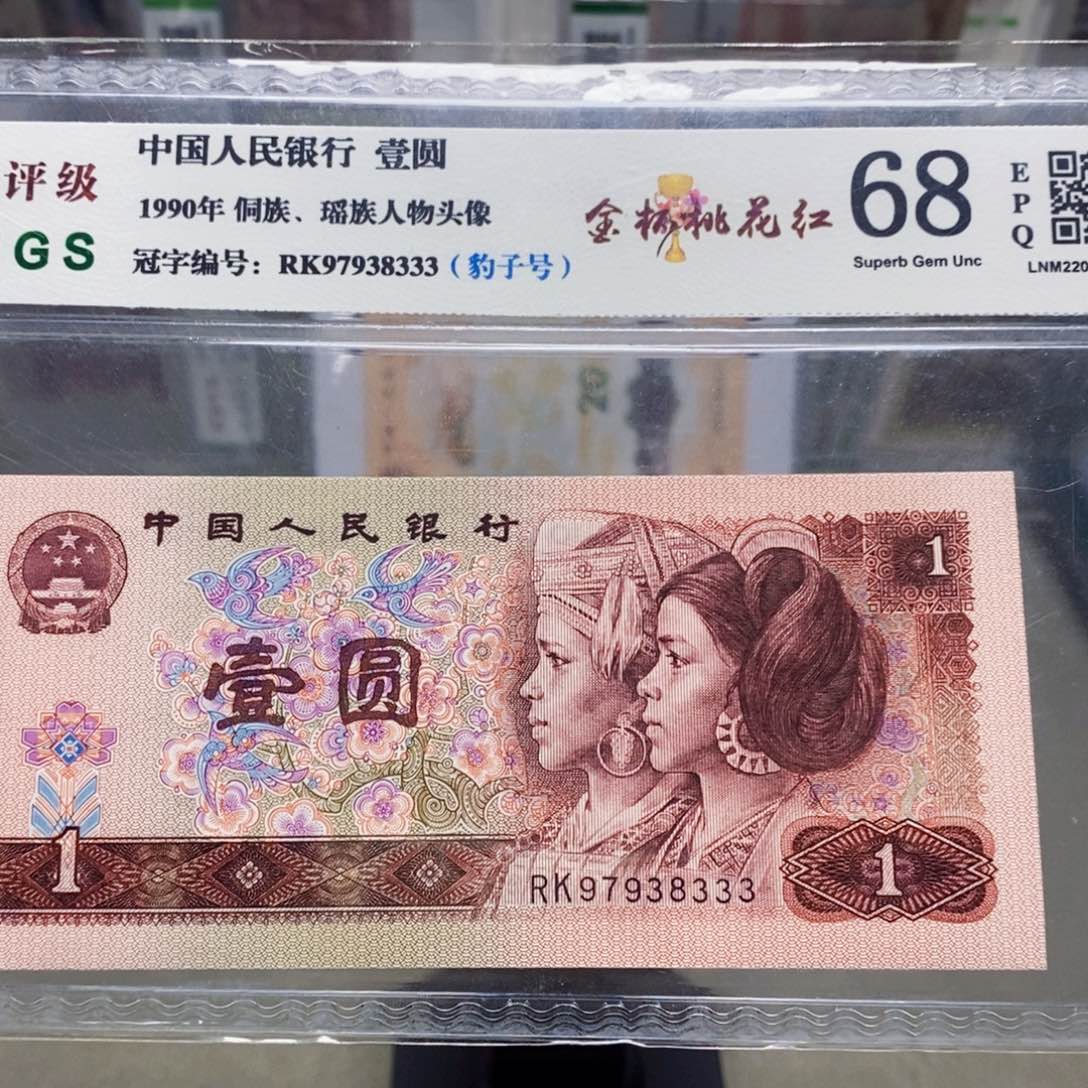 评级
GS
中国人民银行 壹圆
1990年 侗族、瑶族人物头像
冠字编号：RK97938333（豹子号）
金杯桃花红
68
Superb Gem Unc
EPQ
LNM220
中国人民银行
壹圆
1
1
RK97938333
1